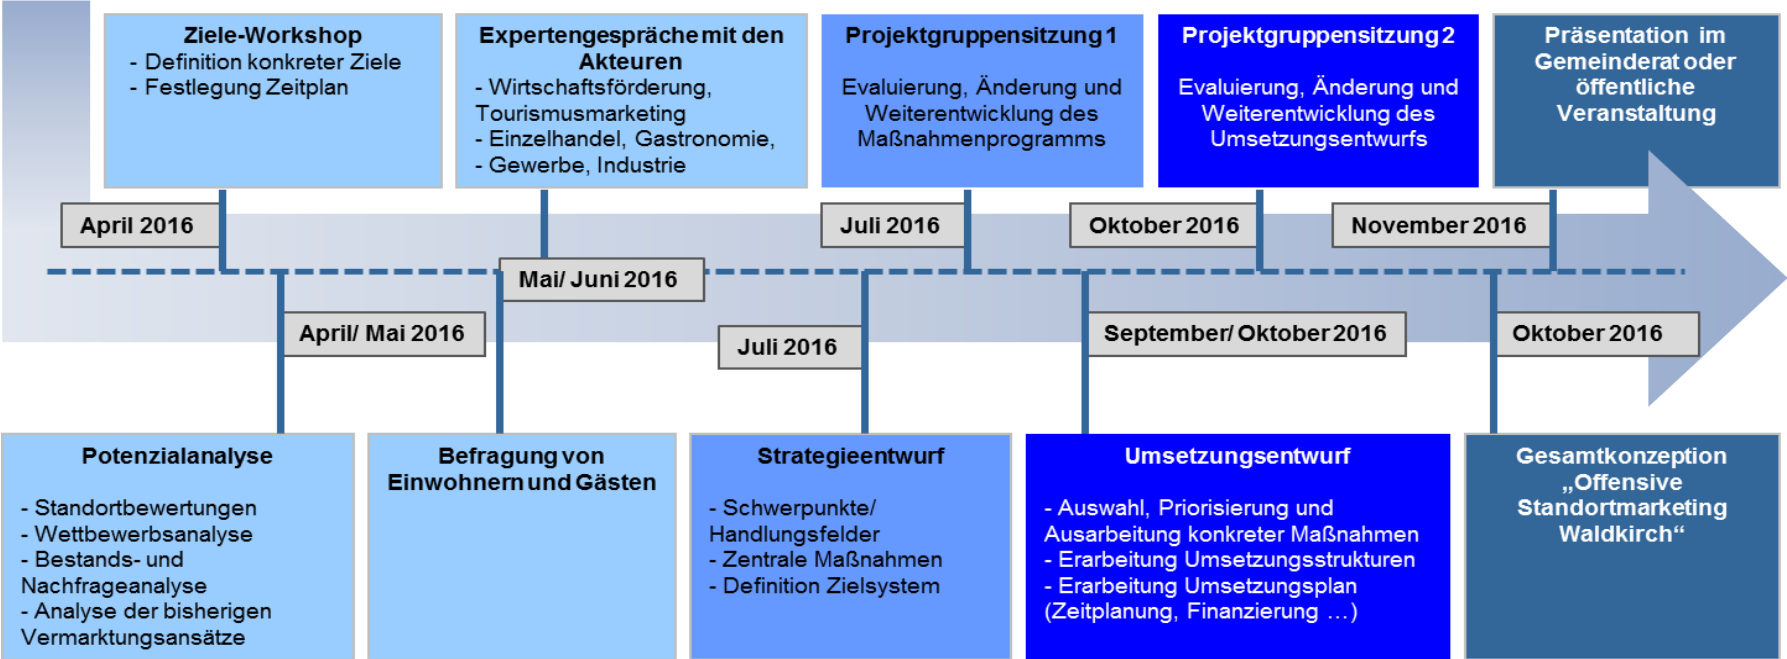 Ziele-Workshop
- Definition konkreter Ziele
- Festlegung Zeitplan
Expertengespräche mit den
Akteuren
- Wirtschaftsförderung,
Tourismusmarketing
- Einzelhandel, Gastronomie,
- Gewerbe, Industrie
Projektgruppensitzung 1
Evaluierung, Änderung und
Weiterentwicklung des
Maßnahmenprogramms
Projektgruppensitzung 2
Evaluierung, Änderung und
Weiterentwicklung des
Umsetzungsentwurfs
Präsentation im
Gemeinderat oder
öffentliche
Veranstaltung
April 2016
Juli 2016
Oktober 2016
November 2016
Mai/ Juni 2016
April/ Mai 2016
Juli 2016
September/ Oktober 2016
Oktober 2016
Potenzialanalyse
- Standortbewertungen
- Wettbewerbsanalyse
- Bestands- und
Nachfrageanalyse
- Analyse der bisherigen
Vermarktungsansätze
Befragung von
Einwohnern und Gästen
Strategieentwurf
- Schwerpunkte/
Handlungsfelder
- Zentrale Maßnahmen
- Definition Zielsystem
Umsetzungsentwurf
- Auswahl, Priorisierung und
Ausarbeitung konkreter Maßnahmen
- Erarbeitung Umsetzungsstrukturen
- Erarbeitung Umsetzungsplan
(Zeitplanung, Finanzierung …)
Gesamtkonzeption
„Offensive
Standortmarketing
Waldkirch“